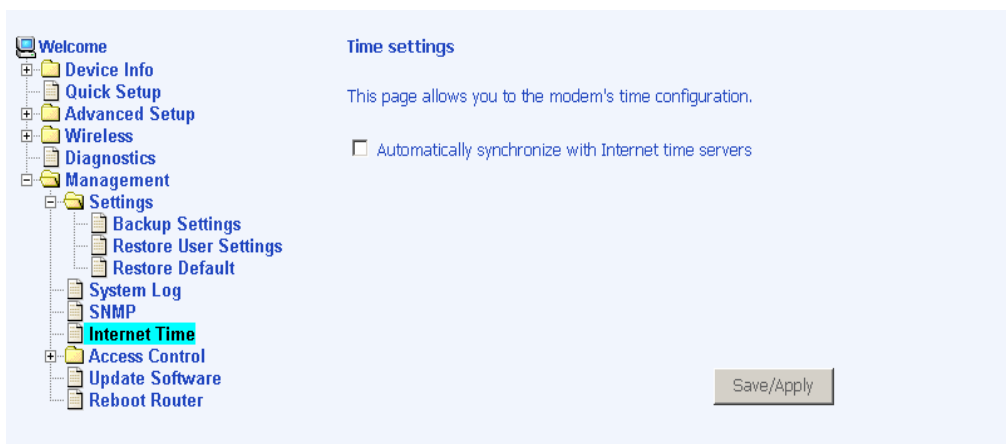 Welcome
Device Info
Quick Setup
Advanced Setup
Wireless
Diagnostics
Management
Settings
Backup Settings
Restore User Settings
Restore Default
System Log
SNMP
Internet Time
Access Control
Update Software
Reboot Router
Time settings
This page allows you to the modem's time configuration.
Automatically synchronize with Internet time servers
Save/Apply